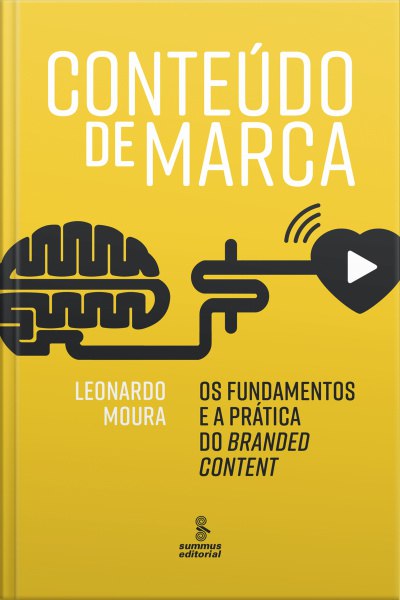 CONTEÚDO
DE MARCA
LEONARDO
MOURA
OS FUNDAMENTOS
E A PRÁTICA
DO BRANDED
CONTENT
summus
editorial